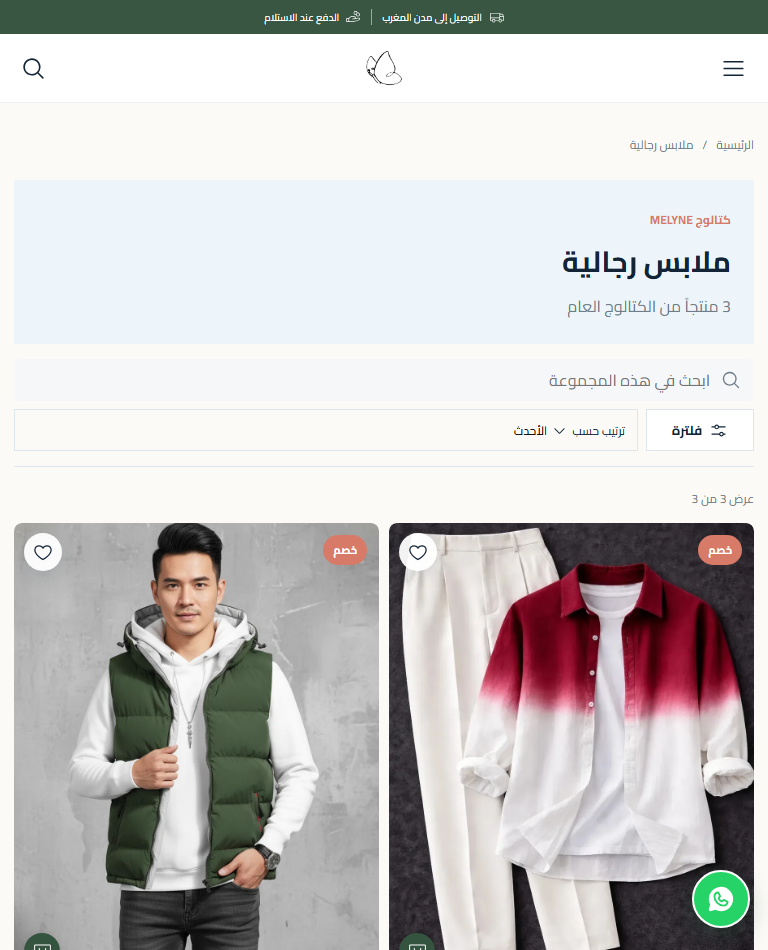 التوصيل إلى مدن المغرب
الدفع عند الاستلام
الرئيسية / ملابس رجالية
كتالوج MELYNE
ملابس رجالية
3 منتجاً من الكتالوج العام
ابحث في هذه المجموعة
فلترة
ترتيب حسب الأحدث
عرض 3 من 3
خصم
خصم